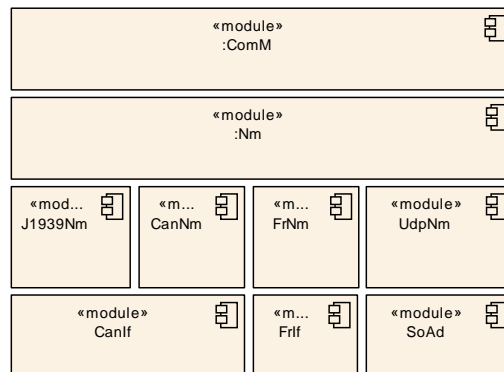 «module»
:ComM
«module»
:Nm
«mod...
J1939Nm
«m...
CanNm
«m...
FrNm
«module»
UdpNm
«module»
CanIf
«m...
FrIf
«module»
SoAd